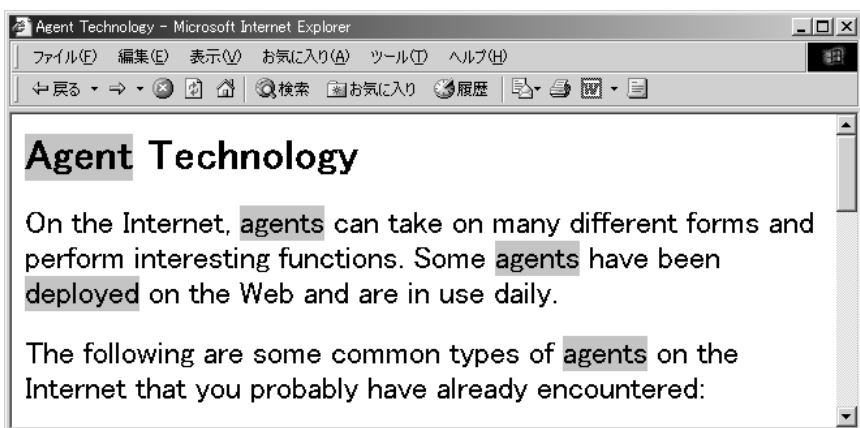 Agent Technology - Microsoft Internet Explorer
ファイル(F) 編集(E) 表示(V) お気に入り(A) ツール(T) ヘルプ(H)
戻る 検索 お気に入り 履歴
Agent Technology
On the Internet, agents can take on many different forms and
perform interesting functions. Some agents have been
deployed on the Web and are in use daily.
The following are some common types of agents on the
Internet that you probably have already encountered: